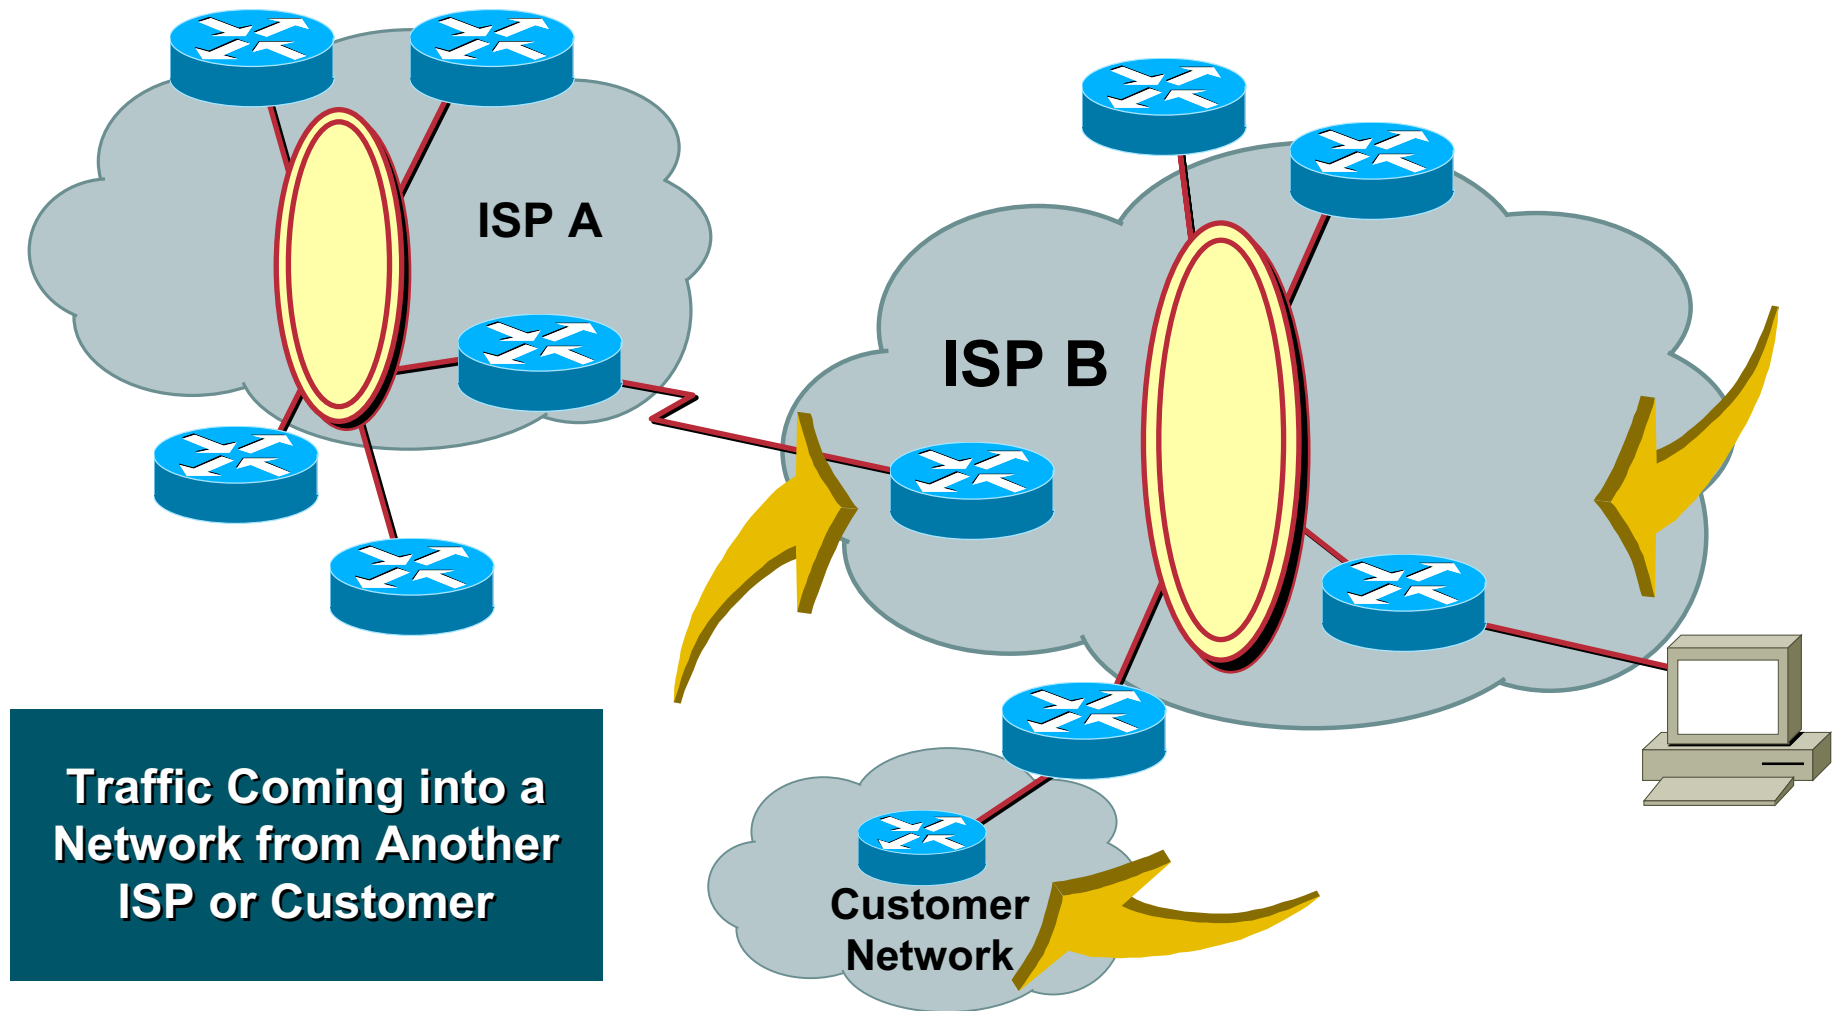 ISP A
ISP B
Traffic Coming into a
Network from Another
ISP or Customer
Customer
Network